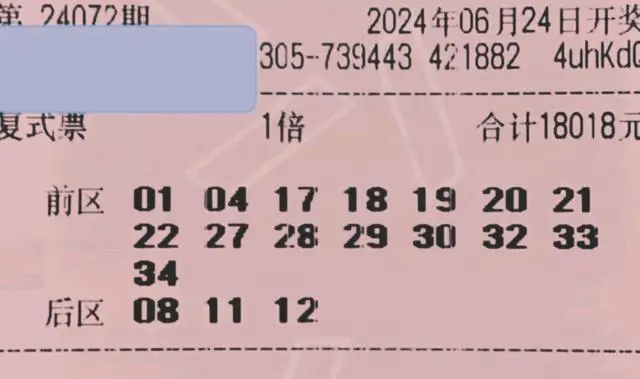 第 24072期
2024年06月24日开奖
305-739443 421882 4uhKdQ
复式票 1倍 合计18018元
前区 01 04 17 18 19 20 21
22 27 28 29 30 32 33
34
后区 08 11 12